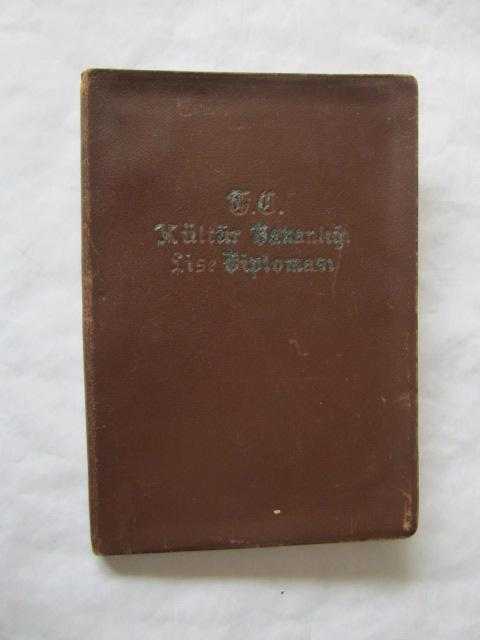 T.C.
Kültür Bakanlığı
Lise Diploması